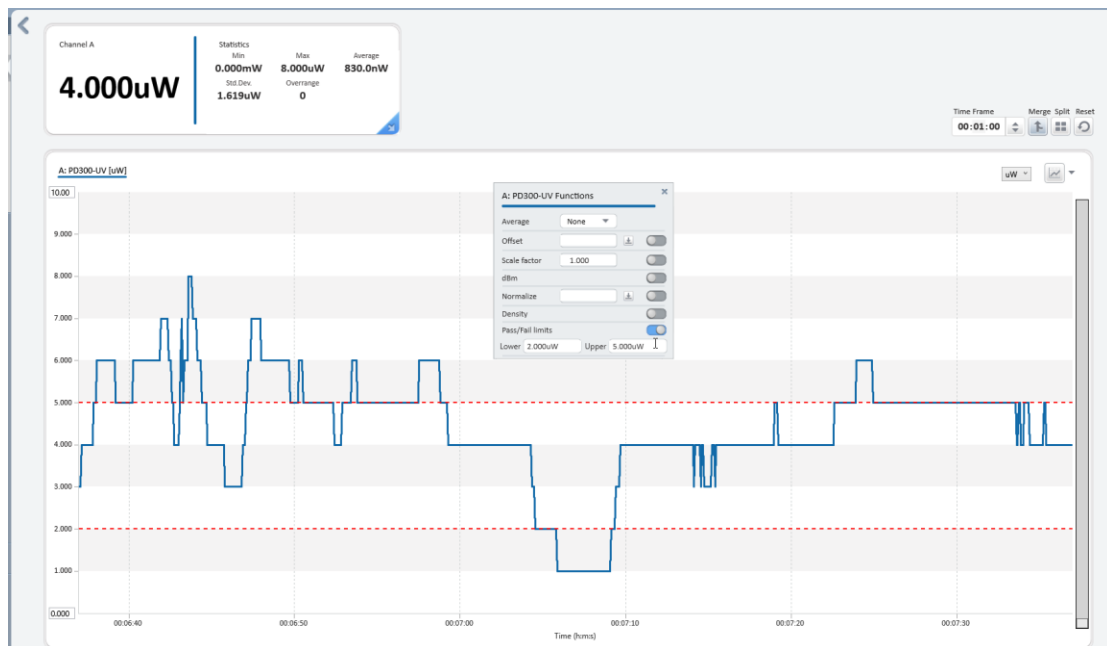 Channel A
4.000uW
Statistics
Min Max Average
0.000mW 8.000uW 830.0nW
Std.Dev. Overrange
1.619uW 0
Time Frame Merge Split Reset
00:01:00
A: PD300-UV [uW]
uW
10.00
9.000
8.000
7.000
6.000
5.000
4.000
3.000
2.000
1.000
0.000
A: PD300-UV Functions
Average None
Offset
Scale factor 1.000
dBm
Normalize
Density
Pass/Fail limits
Lower 2.000uW Upper 5.000uW
00:06:40 00:06:50 00:07:00 00:07:10 00:07:20 00:07:30
Time (h:m:s)